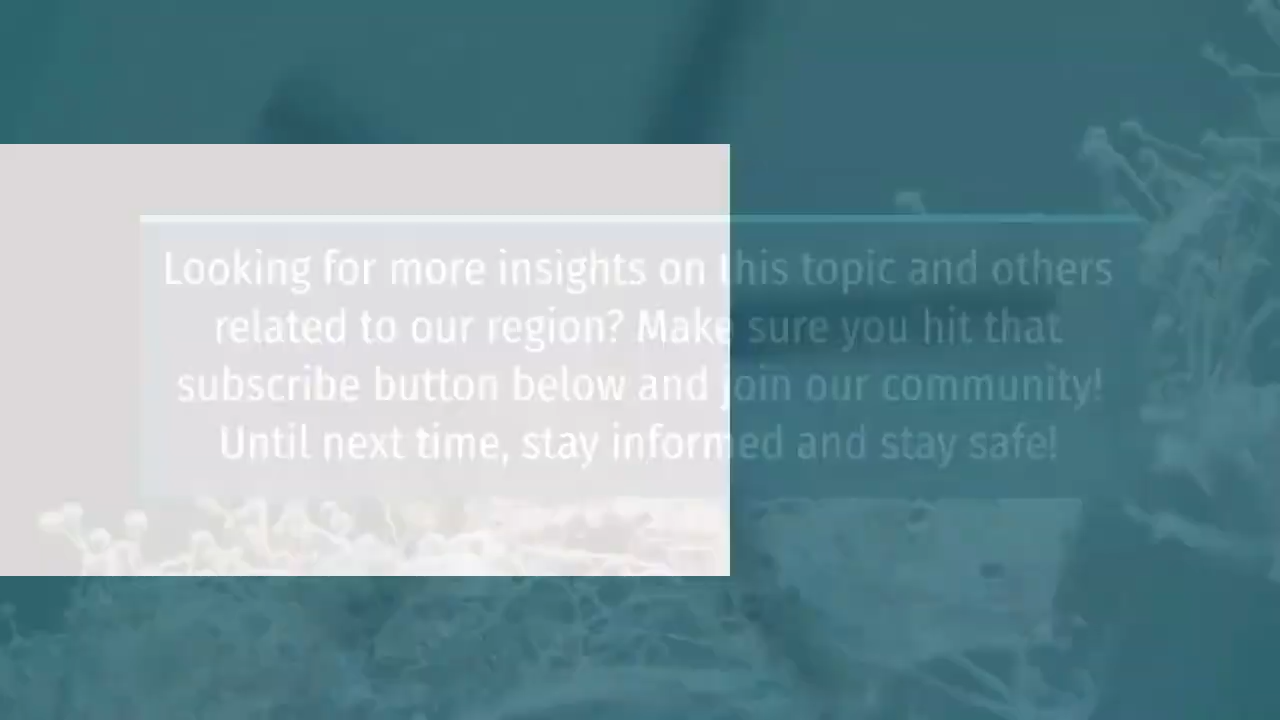 Looking for more insights on this topic and others
related to our region? Make sure you hit that
subscribe button below and join our community!
Until next time, stay informed and stay safe!